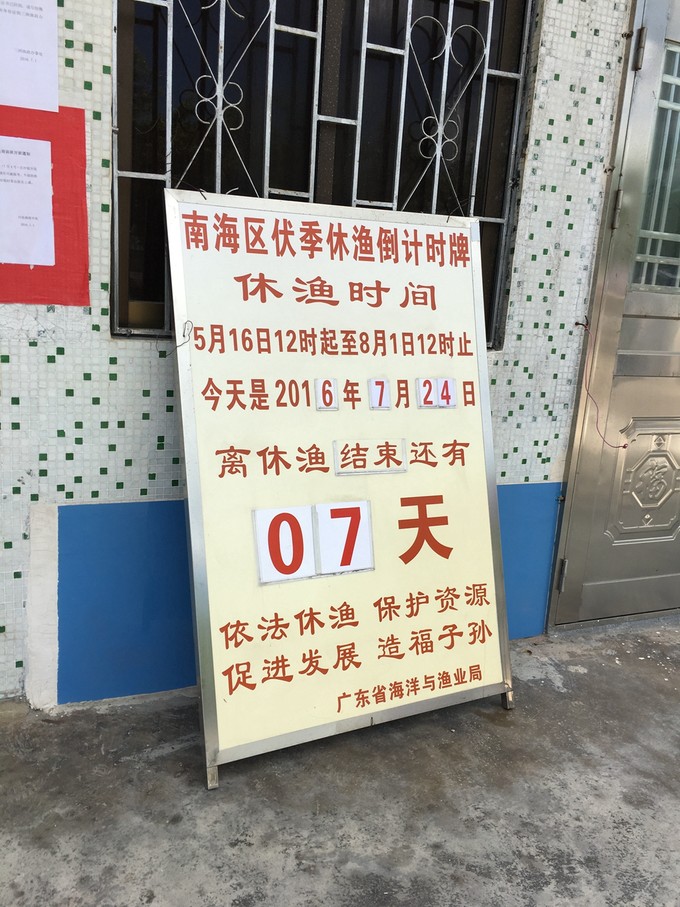 南海区伏季休渔倒计时牌
休渔时间
5月16日12时起至8月1日12时止
今天是2016年7月24日
离休渔结束还有
07天
依法休渔 保护资源
促进发展 造福子孙
广东省海洋与渔业局
福